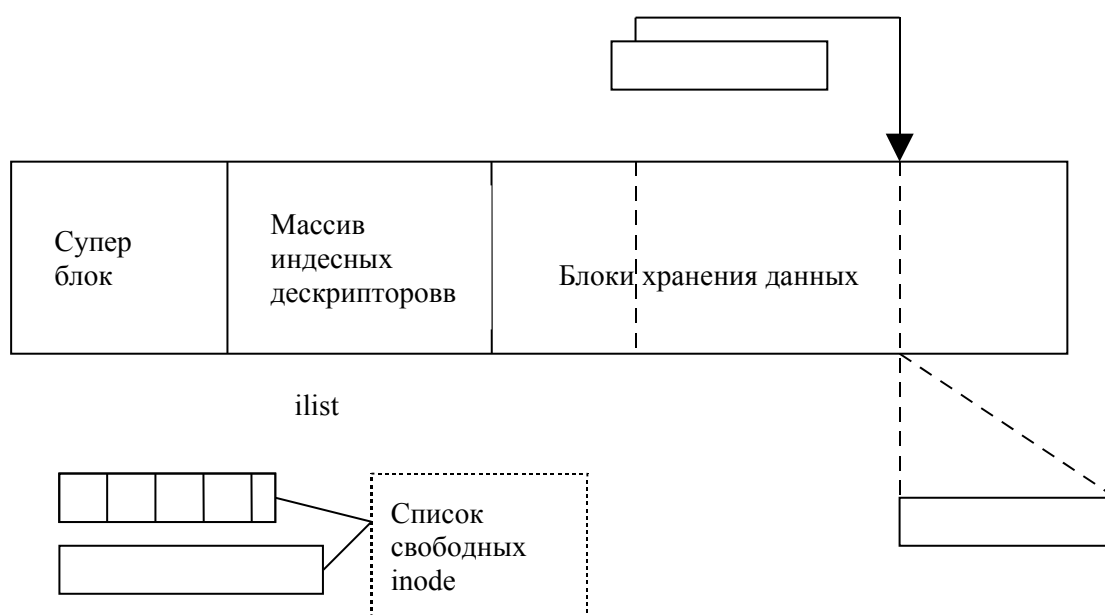 Супер
блок
Массив
индесных
дескрипторовв
Блоки хранения данных
ilist
Список
свободных
inode